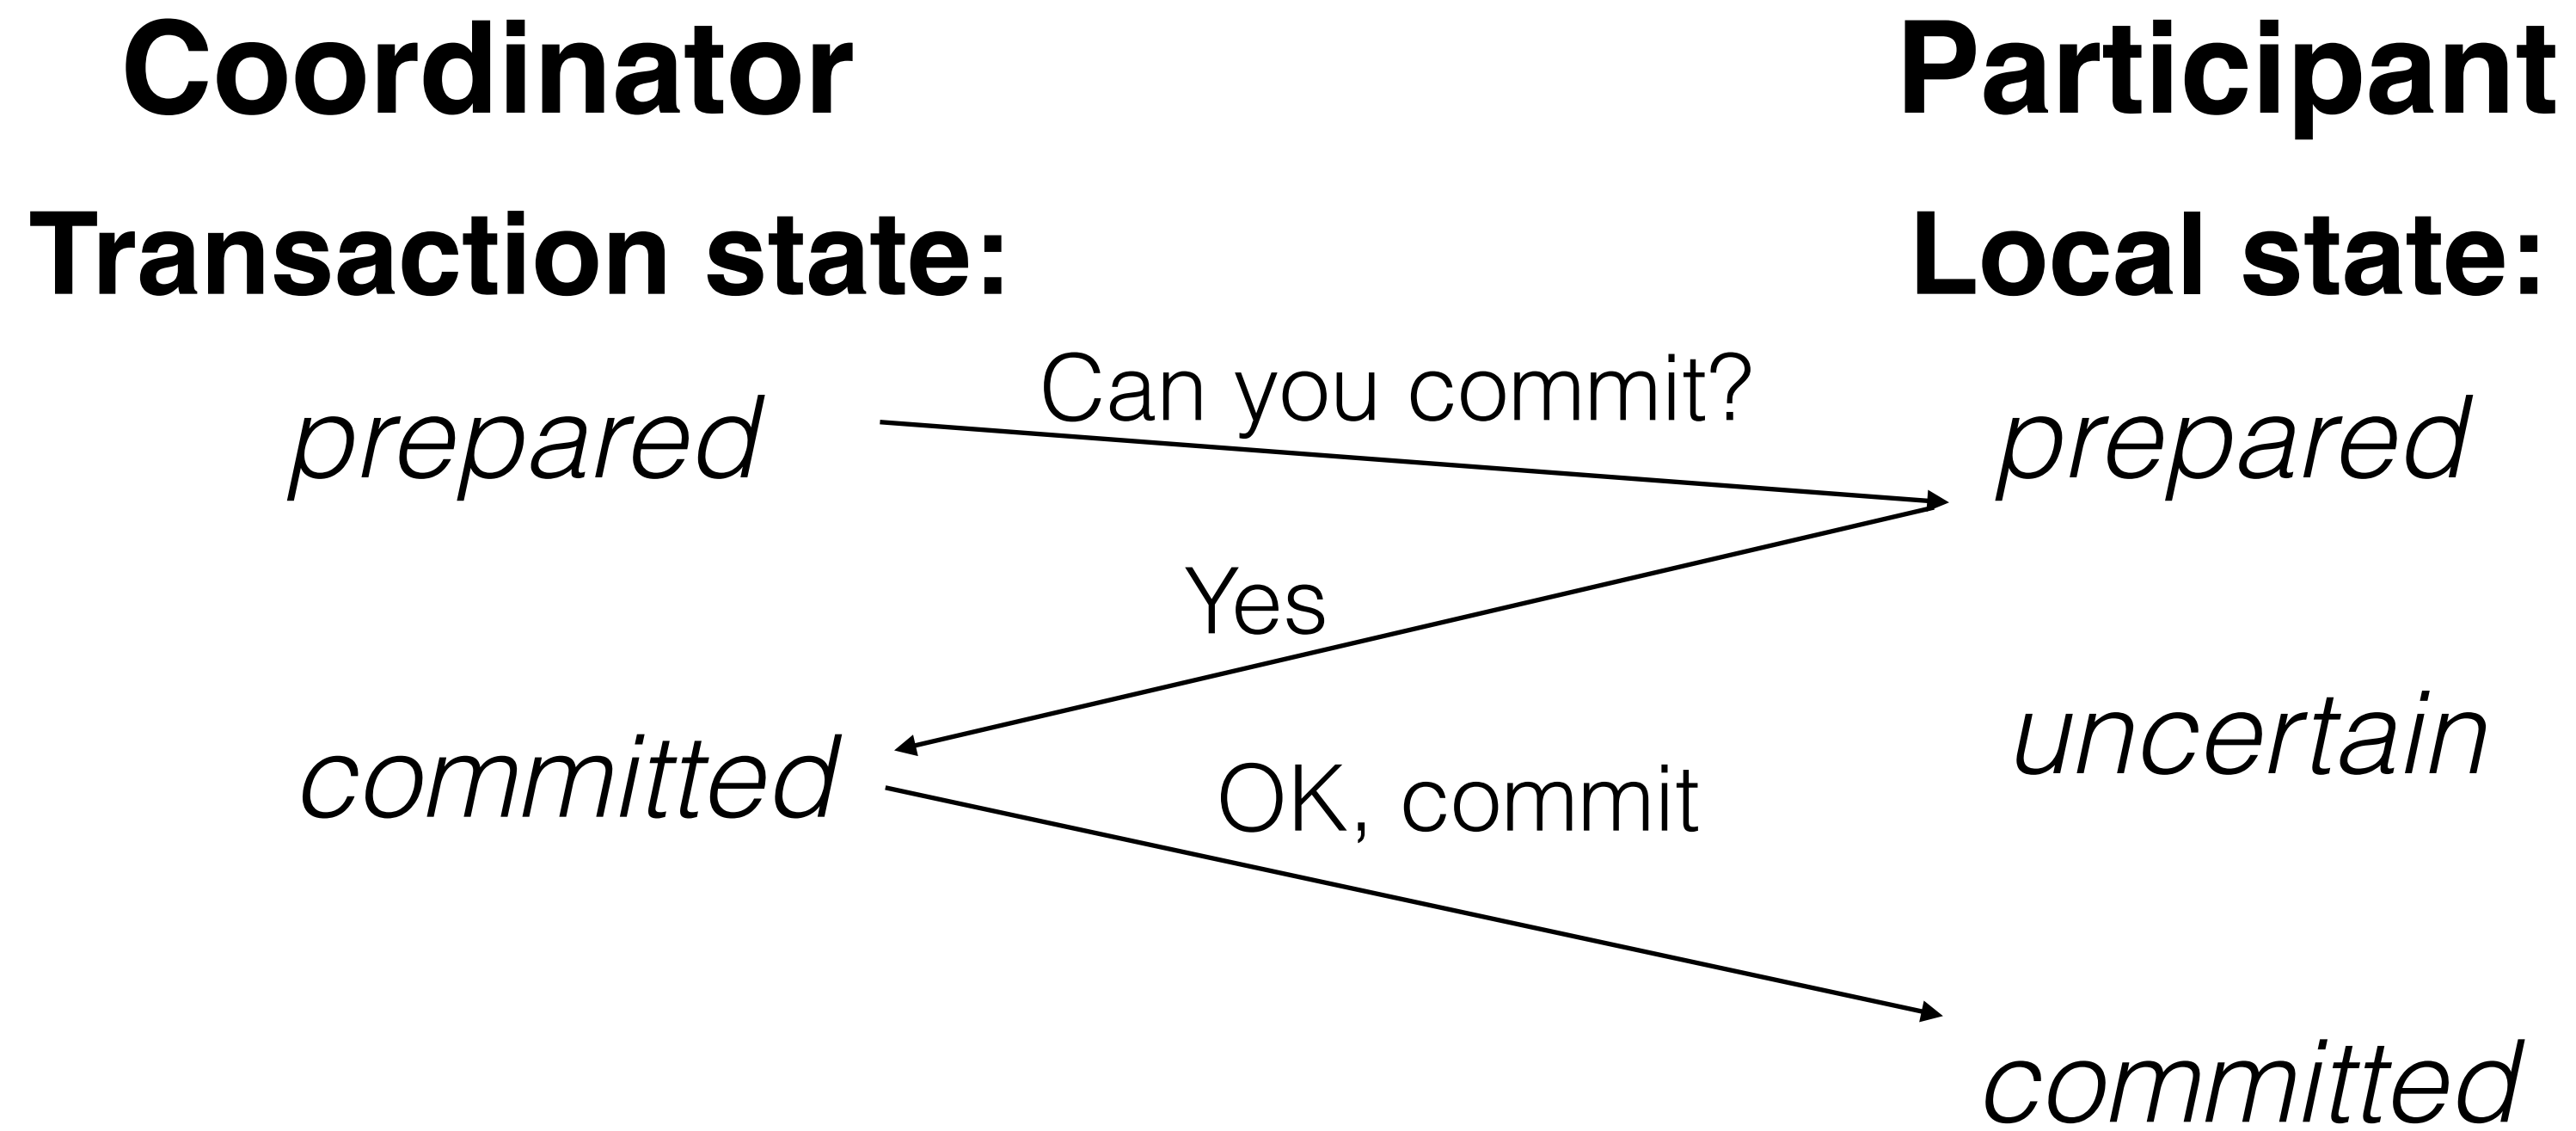 Coordinator
Participant
Transaction state:
Local state:
Can you commit?
prepared
prepared
Yes
uncertain
committed
OK, commit
committed